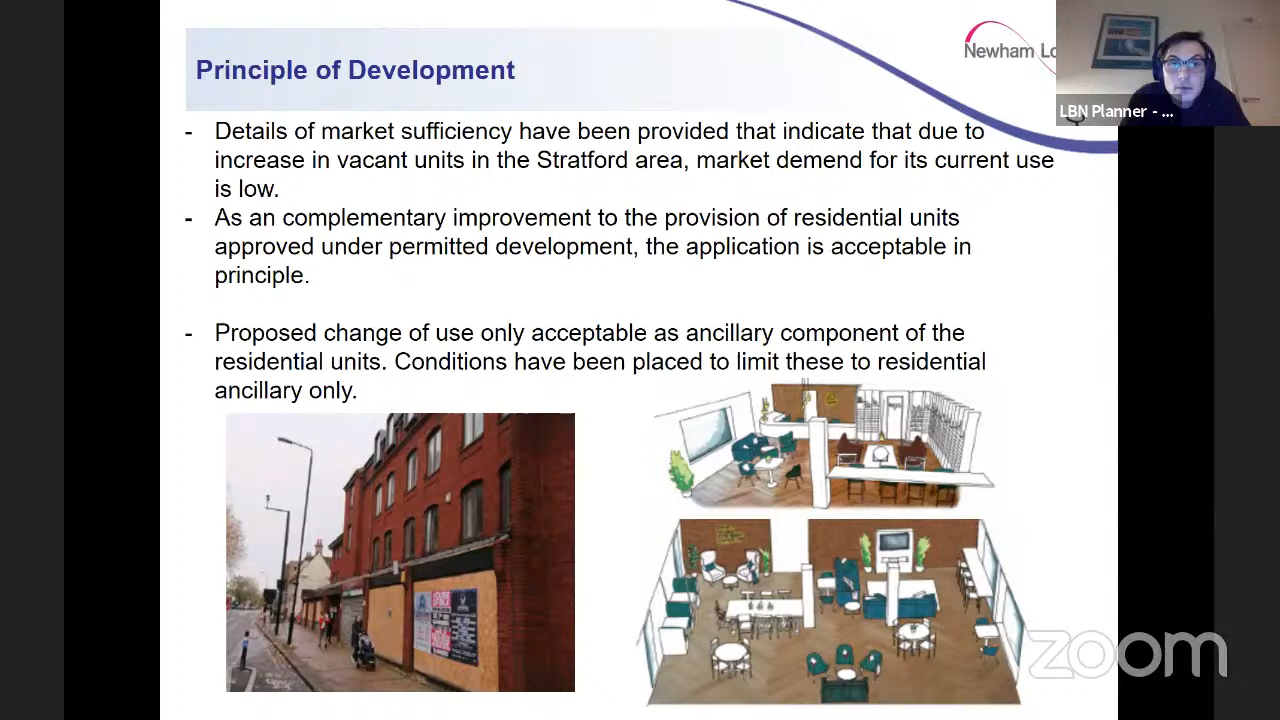 Principle of Development
Newham Lo
LBN Planner - ...
- Details of market sufficiency have been provided that indicate that due to
increase in vacant units in the Stratford area, market demend for its current use
is low.
- As an complementary improvement to the provision of residential units
approved under permitted development, the application is acceptable in
principle.
- Proposed change of use only acceptable as ancillary component of the
residential units. Conditions have been placed to limit these to residential
ancillary only.
zoom